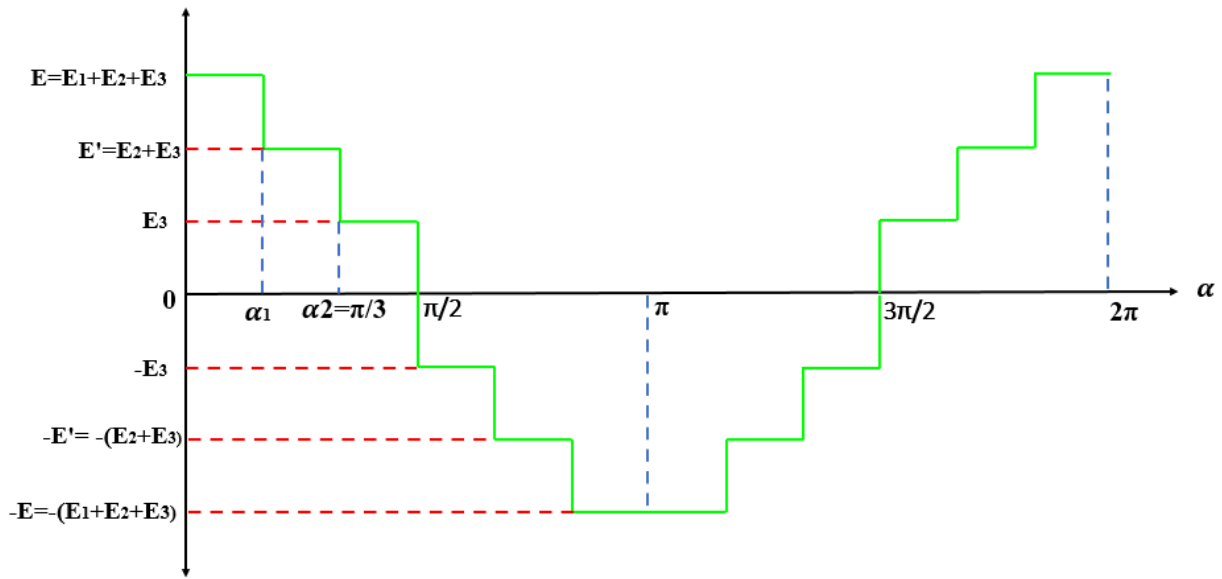 E=E1+E2+E3
E'=E2+E3
E3
0
α1
α2=π/3
π/2
π
3π/2
2π
α
-E3
-E'= -(E2+E3)
-E=-(E1+E2+E3)